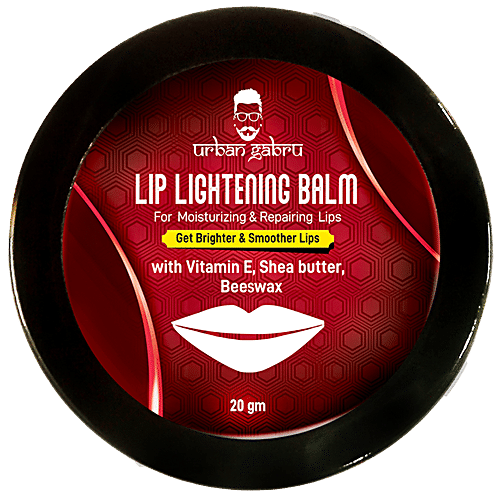 urban gabru
LIP LIGHTENING BALM
For Moisturizing & Repairing Lips
Get Brighter & Smoother Lips
with Vitamin E, Shea butter,
Beeswax
20 gm